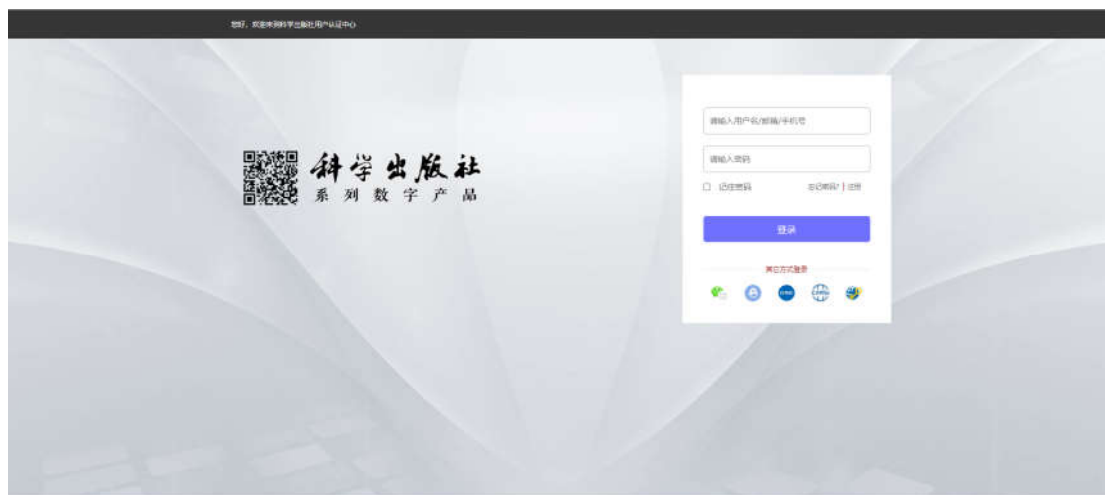 您好，欢迎来到科学出版社用户认证中心
科学出版社
系列数字产品
请输入用户名/邮箱/手机号
请输入密码
记住密码 忘记密码? | 注册
登录
其它方式登录